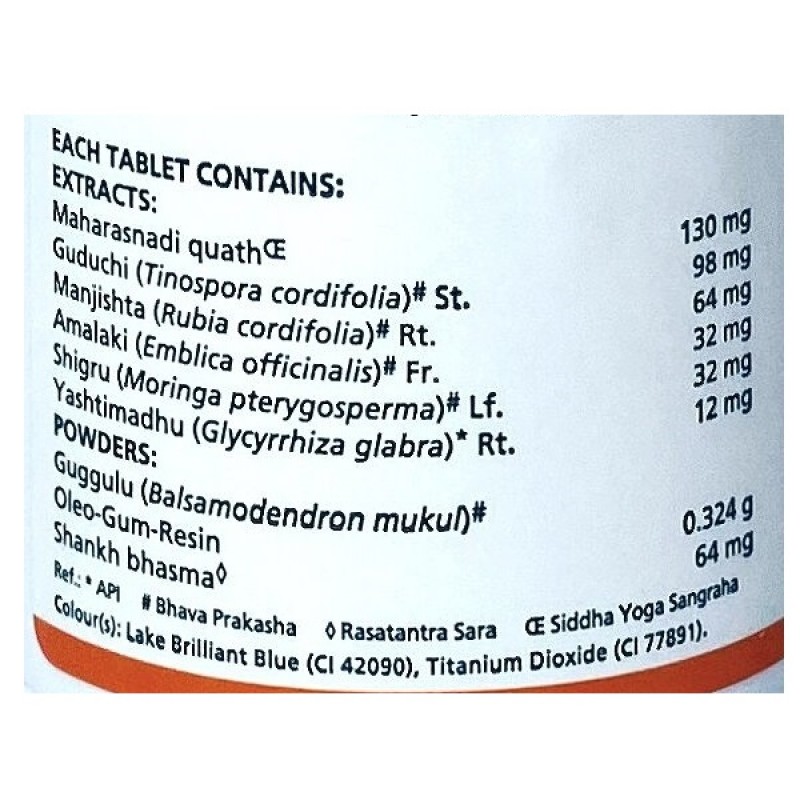 EACH TABLET CONTAINS:
EXTRACTS:
Maharasnadi quathŒ 130 mg
Guduchi (Tinospora cordifolia)# St. 98 mg
Manjishta (Rubia cordifolia)# Rt. 64 mg
Amalaki (Emblica officinalis)# Fr. 32 mg
Shigru (Moringa pterygosperma)# Lf. 32 mg
Yashtimadhu (Glycyrrhiza glabra)* Rt. 12 mg
POWDERS:
Guggulu (Balsamodendron mukul)#
Oleo-Gum-Resin 0.324 g
Shankh bhasma◊ 64 mg
Ref.: * API # Bhava Prakasha ◊ Rasatantra Sara Œ Siddha Yoga Sangraha
Colour(s): Lake Brilliant Blue (CI 42090), Titanium Dioxide (CI 77891).